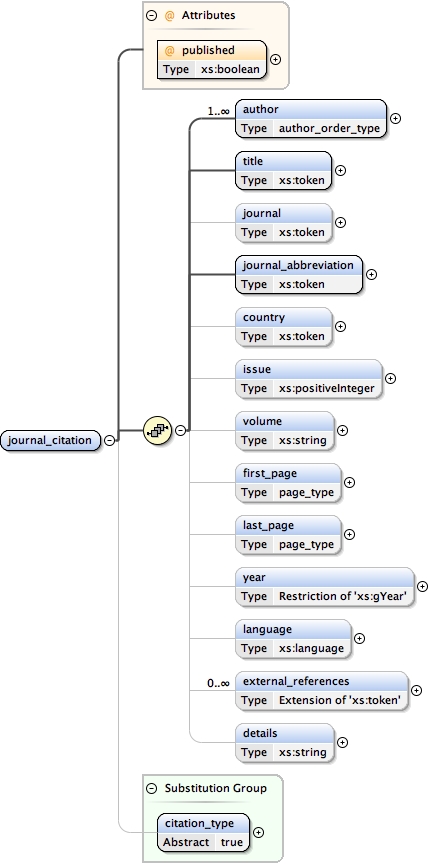 Attributes
@ published
Type xs:boolean
1..∞
author
Type author_order_type
title
Type xs:token
journal
Type xs:token
journal_abbreviation
Type xs:token
country
Type xs:token
issue
Type xs:positiveInteger
journal_citation
volume
Type xs:string
first_page
Type page_type
last_page
Type page_type
year
Type Restriction of 'xs:gYear'
language
Type xs:language
0..∞
external_references
Type Extension of 'xs:token'
details
Type xs:string
Substitution Group
citation_type
Abstract true